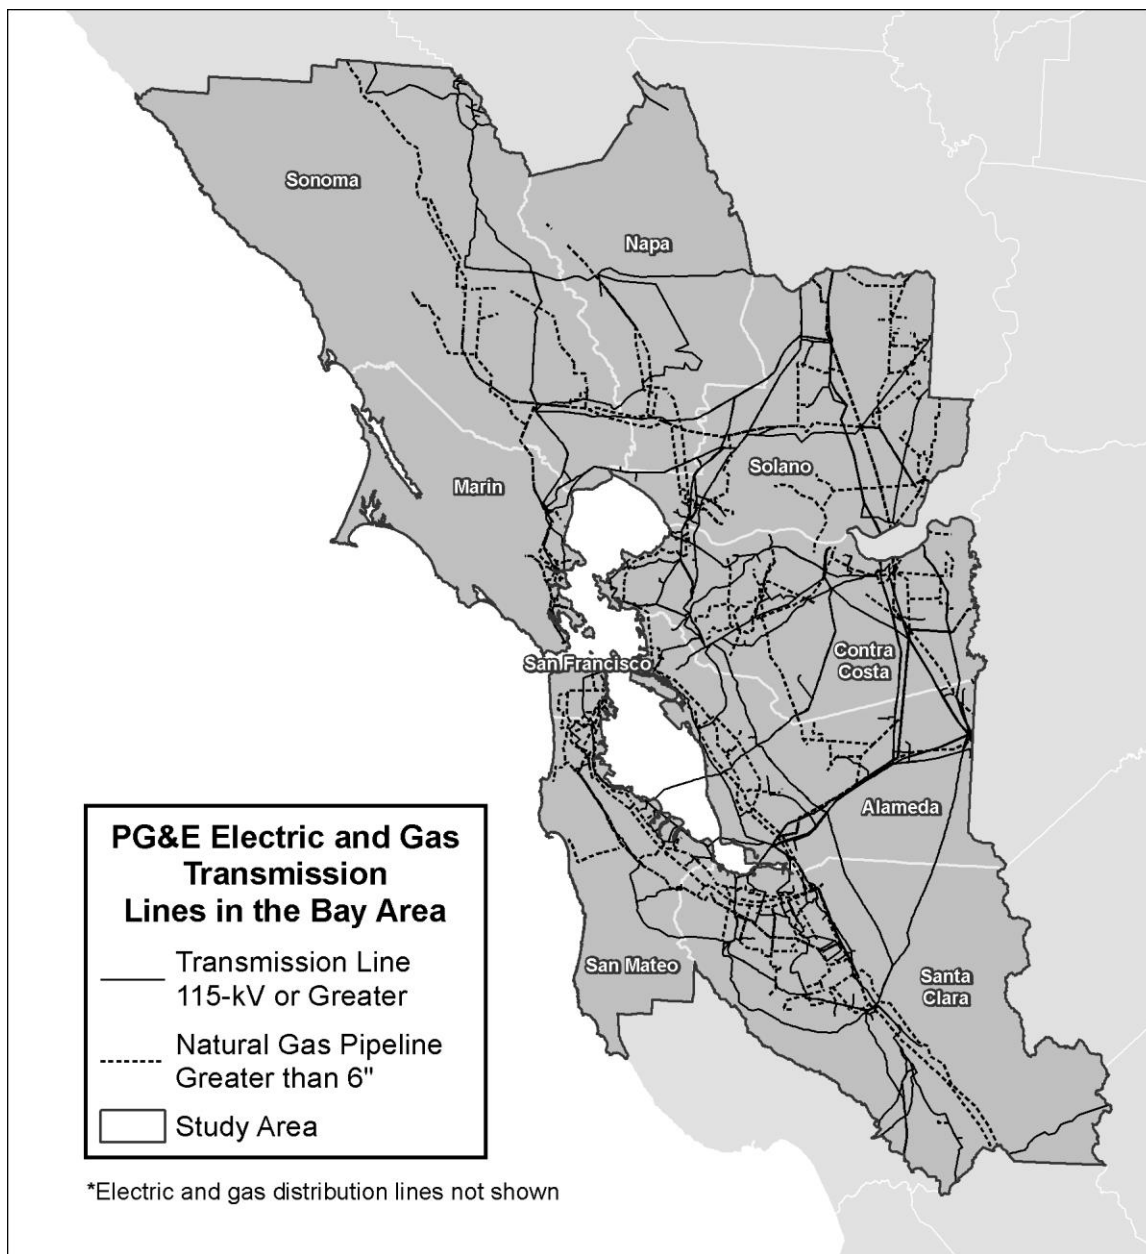 Sonoma
Napa
Solano
Marin
Contra
Costa
San Francisco
Alameda
San Mateo
Santa
Clara
PG&E Electric and Gas
Transmission
Lines in the Bay Area
Transmission Line
115-kV or Greater
Natural Gas Pipeline
Greater than 6"
Study Area
*Electric and gas distribution lines not shown